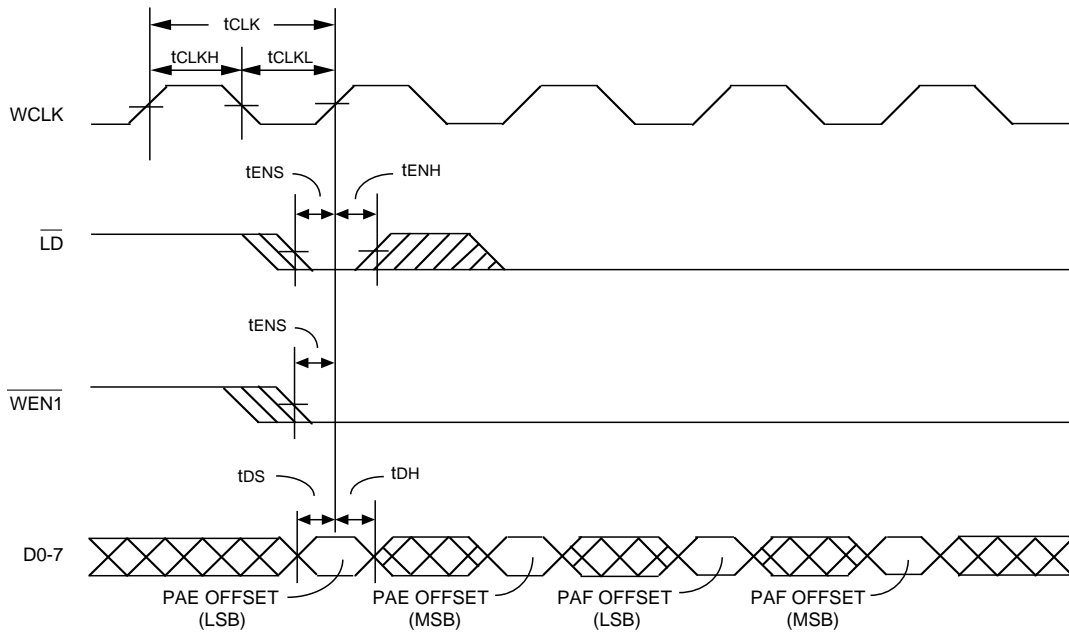 tCLK
tCLKH tCLKL
WCLK
tENS tENH
LD
tENS
WEN1
tDS tDH
D0-7
PAE OFFSET (LSB)
PAE OFFSET (MSB)
PAF OFFSET (LSB)
PAF OFFSET (MSB)